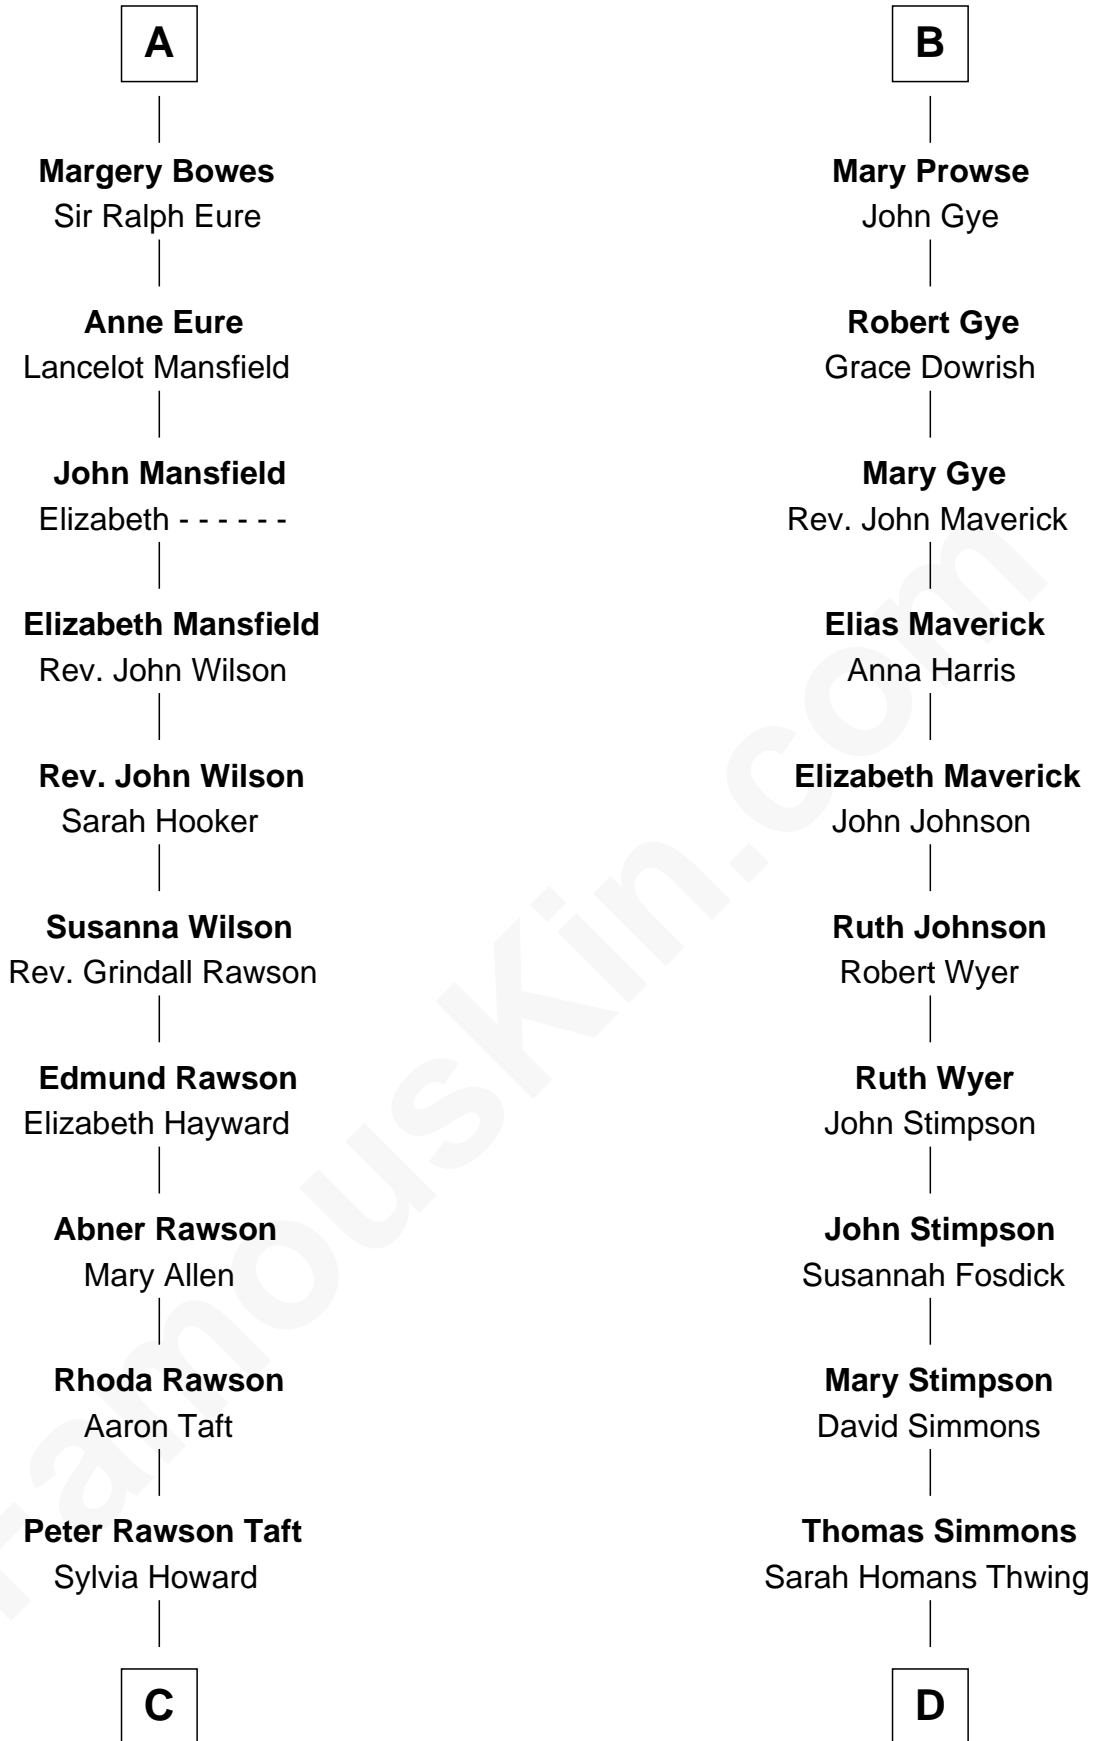 A
Margery Bowes
Sir Ralph Eure
Anne Eure
Lancelot Mansfield
John Mansfield
Elizabeth - - - - - -
Elizabeth Mansfield
Rev. John Wilson
Rev. John Wilson
Sarah Hooker
Susanna Wilson
Rev. Grindall Rawson
Edmund Rawson
Elizabeth Hayward
Abner Rawson
Mary Allen
Rhoda Rawson
Aaron Taft
Peter Rawson Taft
Sylvia Howard
C
B
Mary Prowse
John Gye
Robert Gye
Grace Dowrish
Mary Gye
Rev. John Maverick
Elias Maverick
Anna Harris
Elizabeth Maverick
John Johnson
Ruth Johnson
Robert Wyer
Ruth Wyer
John Stimpson
John Stimpson
Susannah Fosdick
Mary Stimpson
David Simmons
Thomas Simmons
Sarah Homans Thwing
D
FamousKin.com